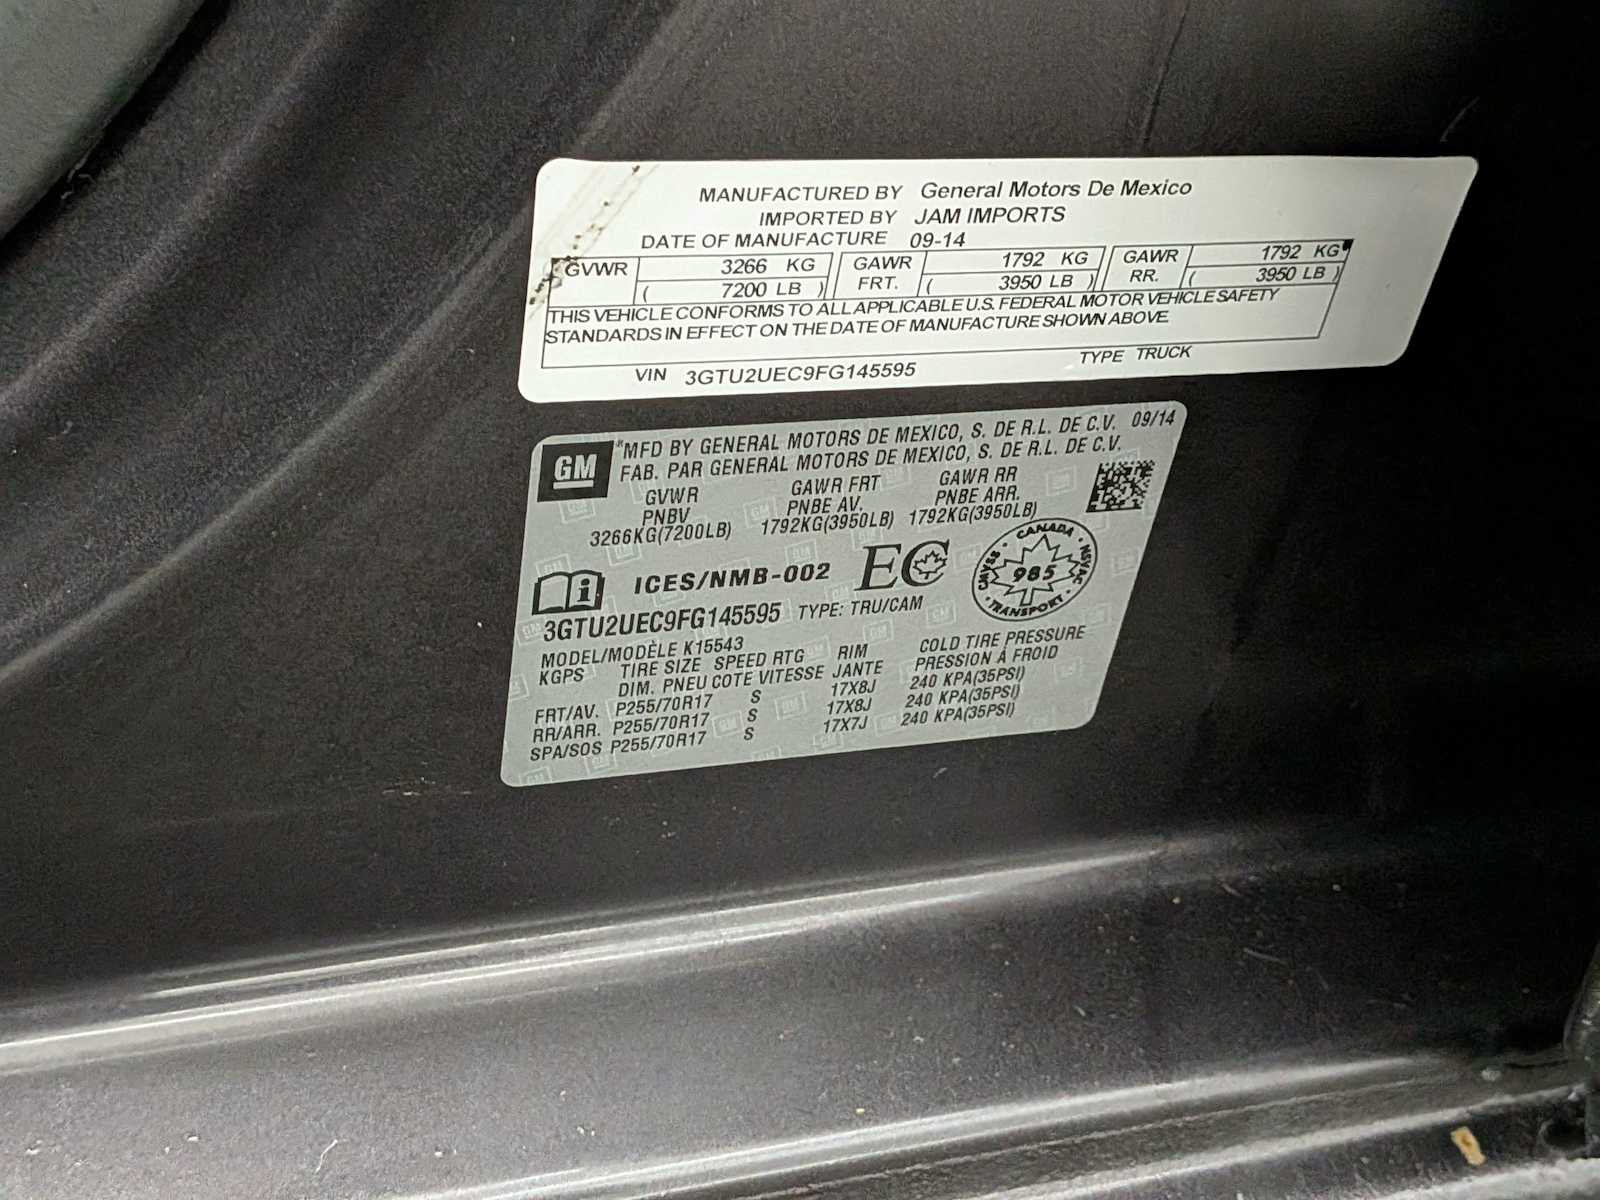 MANUFACTURED BY General Motors De Mexico
IMPORTED BY JAM IMPORTS
DATE OF MANUFACTURE 09-14
GVWR 3266 KG GAWR 1792 KG GAWR 1792 KG
( 7200 LB ) FRT. ( 3950 LB ) RR. ( 3950 LB )
THIS VEHICLE CONFORMS TO ALL APPLICABLE U.S. FEDERAL MOTOR VEHICLE SAFETY
STANDARDS IN EFFECT ON THE DATE OF MANUFACTURE SHOWN ABOVE.
VIN 3GTU2UEC9FG145595 TYPE TRUCK
GM *MFD BY GENERAL MOTORS DE MEXICO, S. DE R.L. DE C.V. 09/14
FAB. PAR GENERAL MOTORS DE MEXICO, S. DE R.L. DE C.V.
GVWR GAWR FRT GAWR RR
PNBV PNBE AV. PNBE ARR.
3266KG(7200LB) 1792KG(3950LB) 1792KG(3950LB)
ICES/NMB-002 EC CANADA NSVAC TRANSPORT CMVSS 985
3GTU2UEC9FG145595 TYPE: TRU/CAM
MODEL/MODÈLE K15543
KGPS TIRE SIZE SPEED RTG RIM COLD TIRE PRESSURE
DIM. PNEU COTE VITESSE JANTE PRESSION À FROID
FRT/AV. P255/70R17 S 17X8J 240 KPA(35PSI)
RR/ARR. P255/70R17 S 17X8J 240 KPA(35PSI)
SPA/SOS P255/70R17 S 17X7J 240 KPA(35PSI)